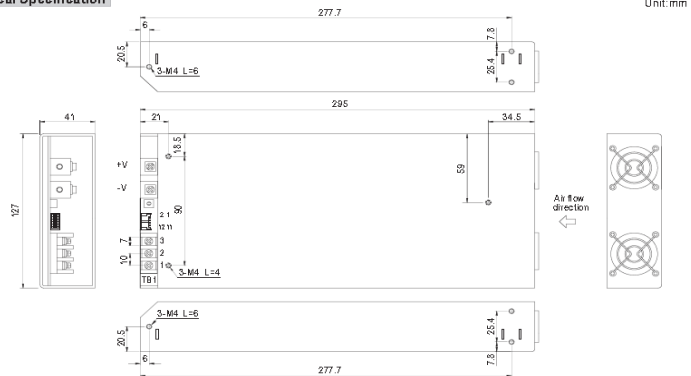 cal Specification
Unit:mm
277.7
6
20.5
3-M4 L=6
7.8
25.4
295
41
21
34.5
18.5
127
+V
-V
59
90
2 1
12 11
Air flow
direction
7
3
2
10
1
3-M4 L=4
TB1
3-M4 L=6
20.5
6
25.4
7.8
277.7